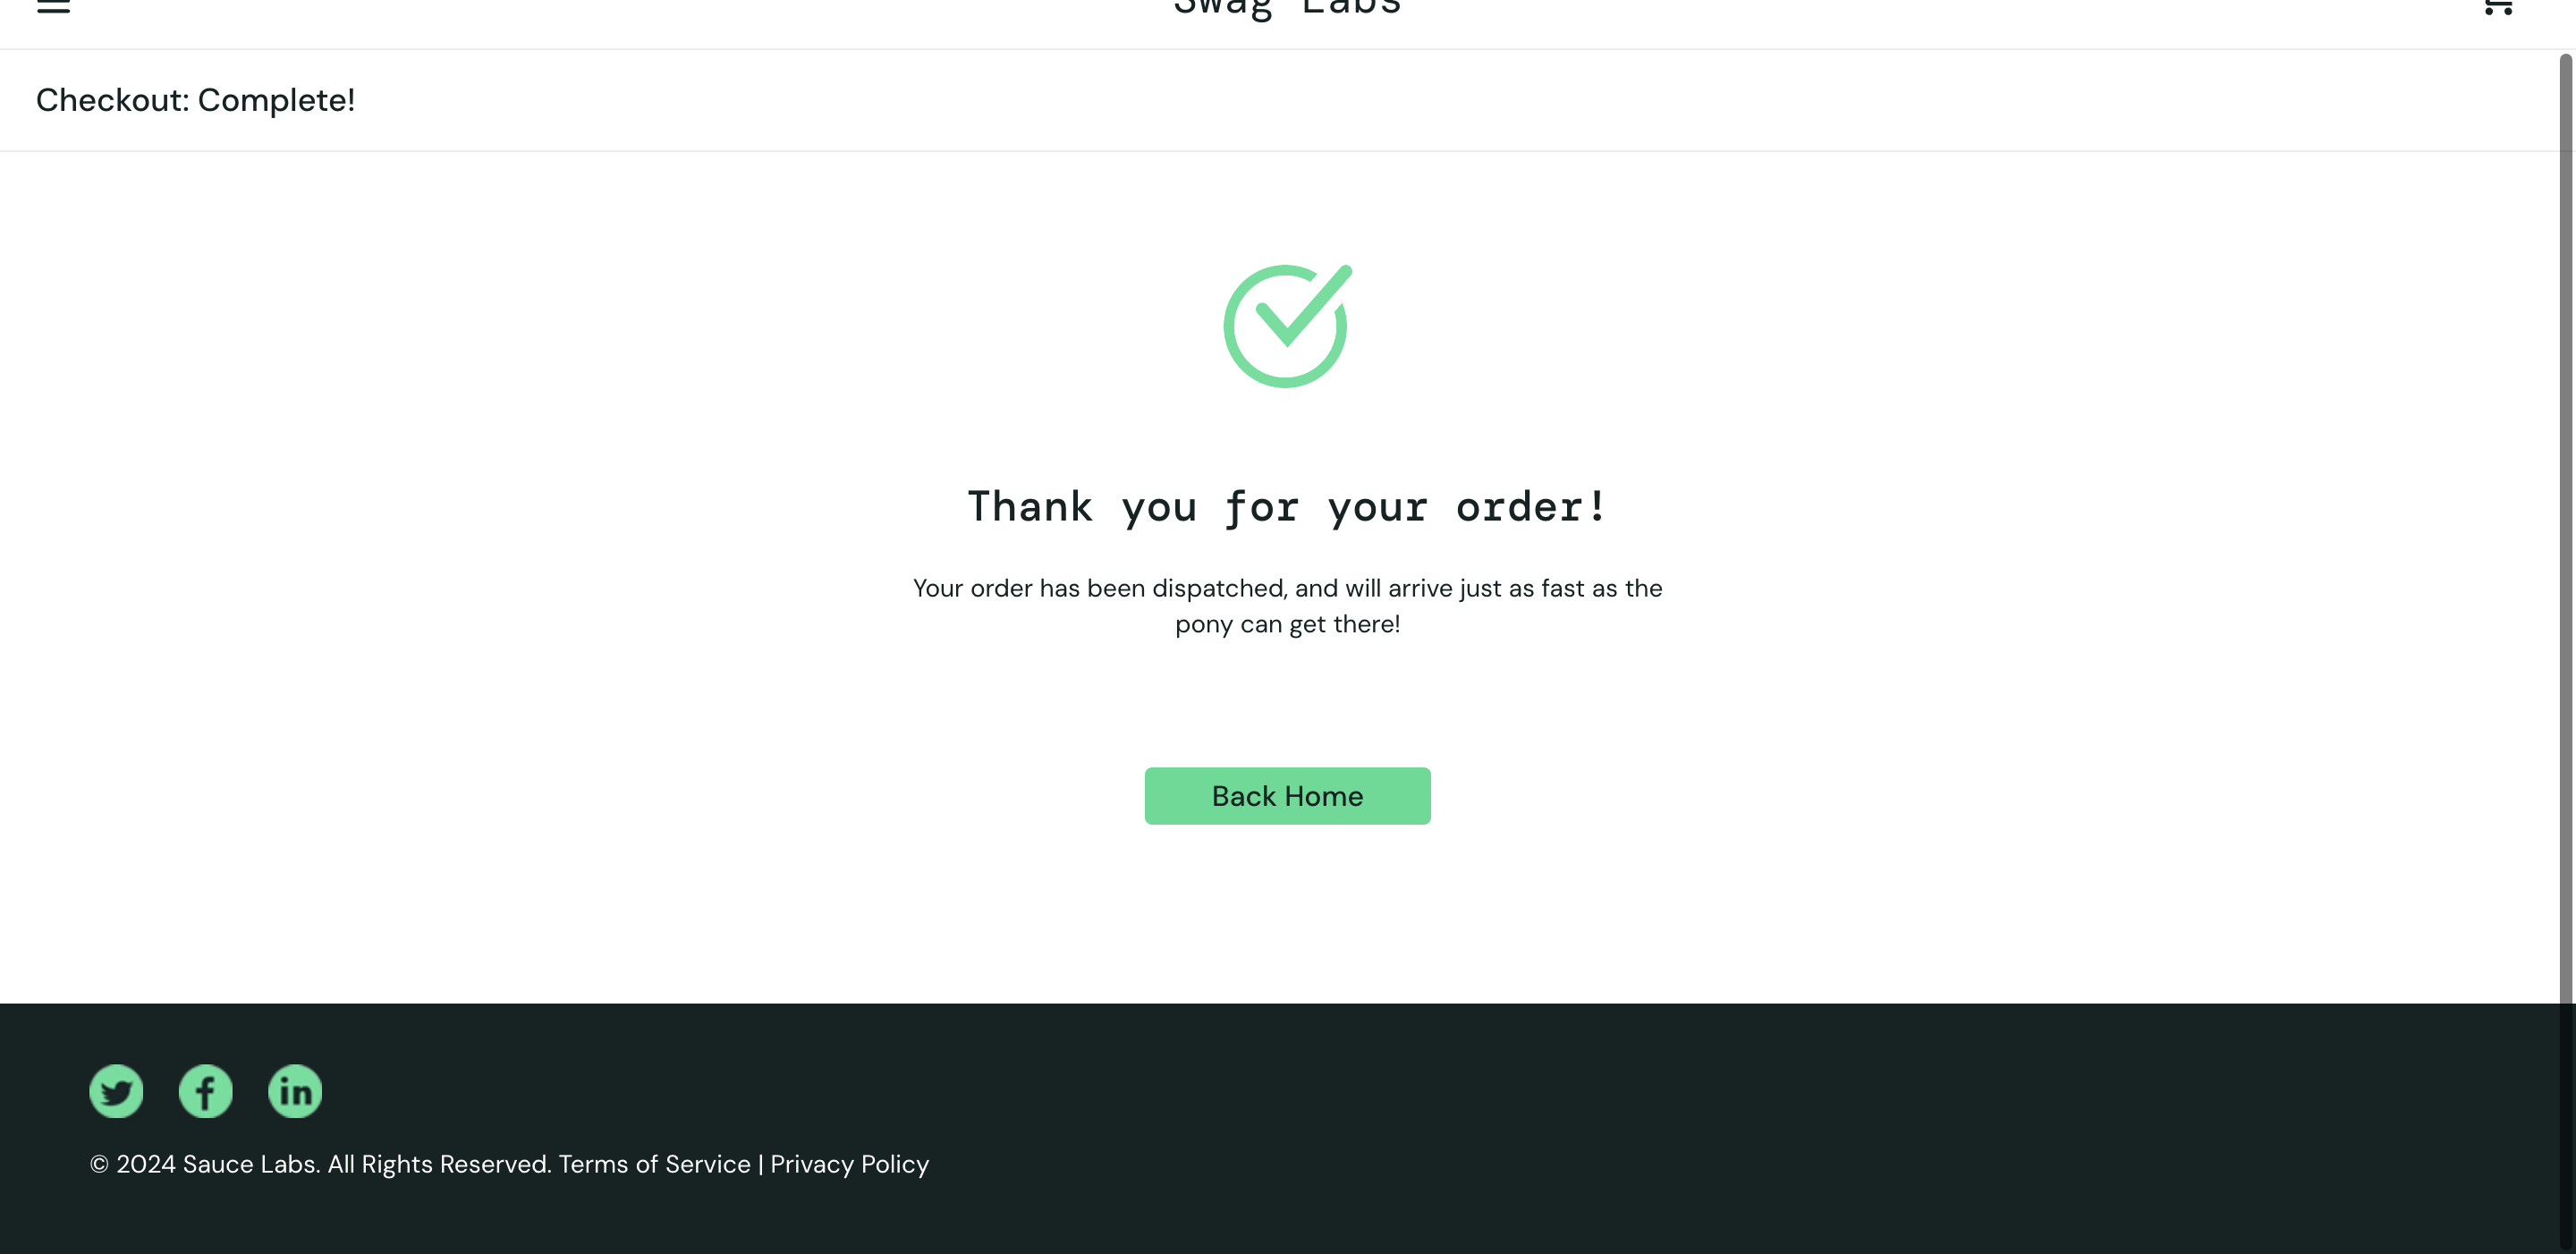 Swag Labs
Checkout: Complete!
Thank you for your order!
Your order has been dispatched, and will arrive just as fast as the
pony can get there!
Back Home
© 2024 Sauce Labs. All Rights Reserved. Terms of Service | Privacy Policy